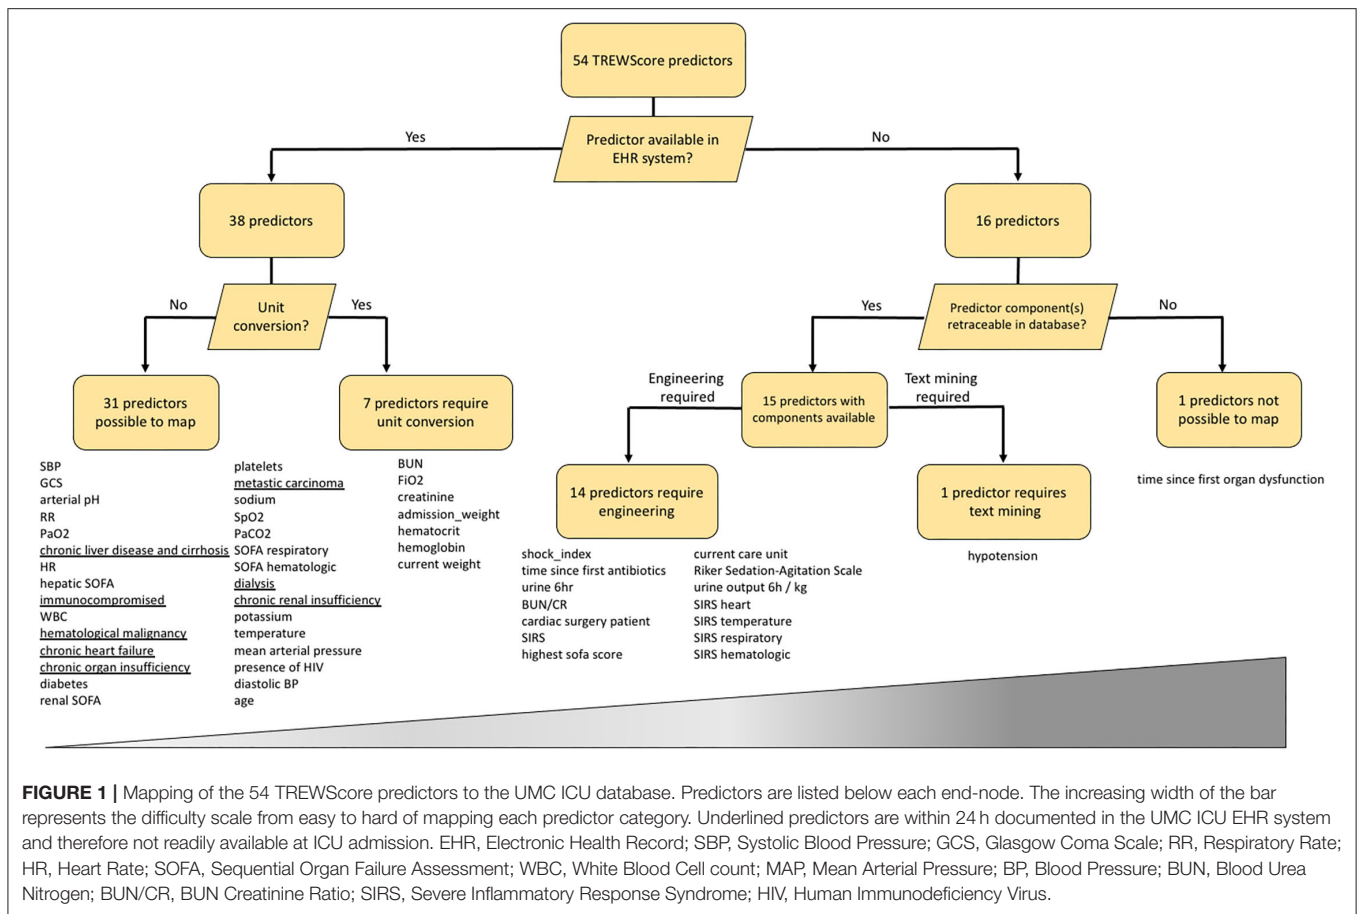 54 TREWScore predictors
Yes
Predictor available in
EHR system?
No
38 predictors
16 predictors
No
Unit
conversion?
Yes
Yes
Predictor component(s)
retraceable in database?
No
31 predictors
possible to map
7 predictors require
unit conversion
Engineering
required
15 predictors with
components available
Text mining
required
1 predictors not
possible to map
14 predictors require
engineering
1 predictor requires
text mining
SBP
GCS
arterial pH
RR
PaO2
chronic liver disease and cirrhosis
HR
hepatic SOFA
immunocompromised
WBC
hematological malignancy
chronic heart failure
chronic organ insufficiency
diabetes
renal SOFA
platelets
metastic carcinoma
sodium
SpO2
PaCO2
SOFA respiratory
SOFA hematologic
dialysis
chronic renal insufficiency
potassium
temperature
mean arterial pressure
presence of HIV
diastolic BP
age
BUN
FiO2
creatinine
admission_weight
hematocrit
hemoglobin
current weight
shock_index
time since first antibiotics
urine 6hr
BUN/CR
cardiac surgery patient
SIRS
highest sofa score
current care unit
Riker Sedation-Agitation Scale
urine output 6h / kg
SIRS heart
SIRS temperature
SIRS respiratory
SIRS hematologic
hypotension
time since first organ dysfunction
FIGURE 1 | Mapping of the 54 TREWScore predictors to the UMC ICU database. Predictors are listed below each end-node. The increasing width of the bar
represents the difficulty scale from easy to hard of mapping each predictor category. Underlined predictors are within 24 h documented in the UMC ICU EHR system
and therefore not readily available at ICU admission. EHR, Electronic Health Record; SBP, Systolic Blood Pressure; GCS, Glasgow Coma Scale; RR, Respiratory Rate;
HR, Heart Rate; SOFA, Sequential Organ Failure Assessment; WBC, White Blood Cell count; MAP, Mean Arterial Pressure; BP, Blood Pressure; BUN, Blood Urea
Nitrogen; BUN/CR, BUN Creatinine Ratio; SIRS, Severe Inflammatory Response Syndrome; HIV, Human Immunodeficiency Virus.